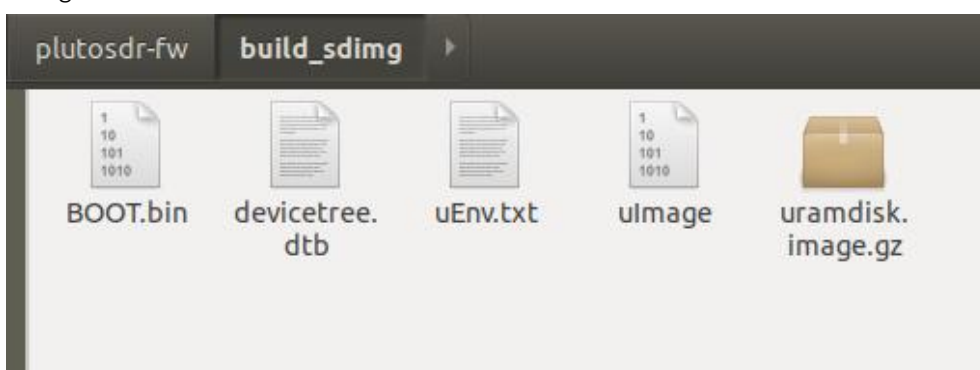 plutosdr-fw build_sdimg
1
10
101
1010
1
10
101
1010
BOOT.bin devicetree. uEnv.txt uImage uramdisk.
dtb image.gz